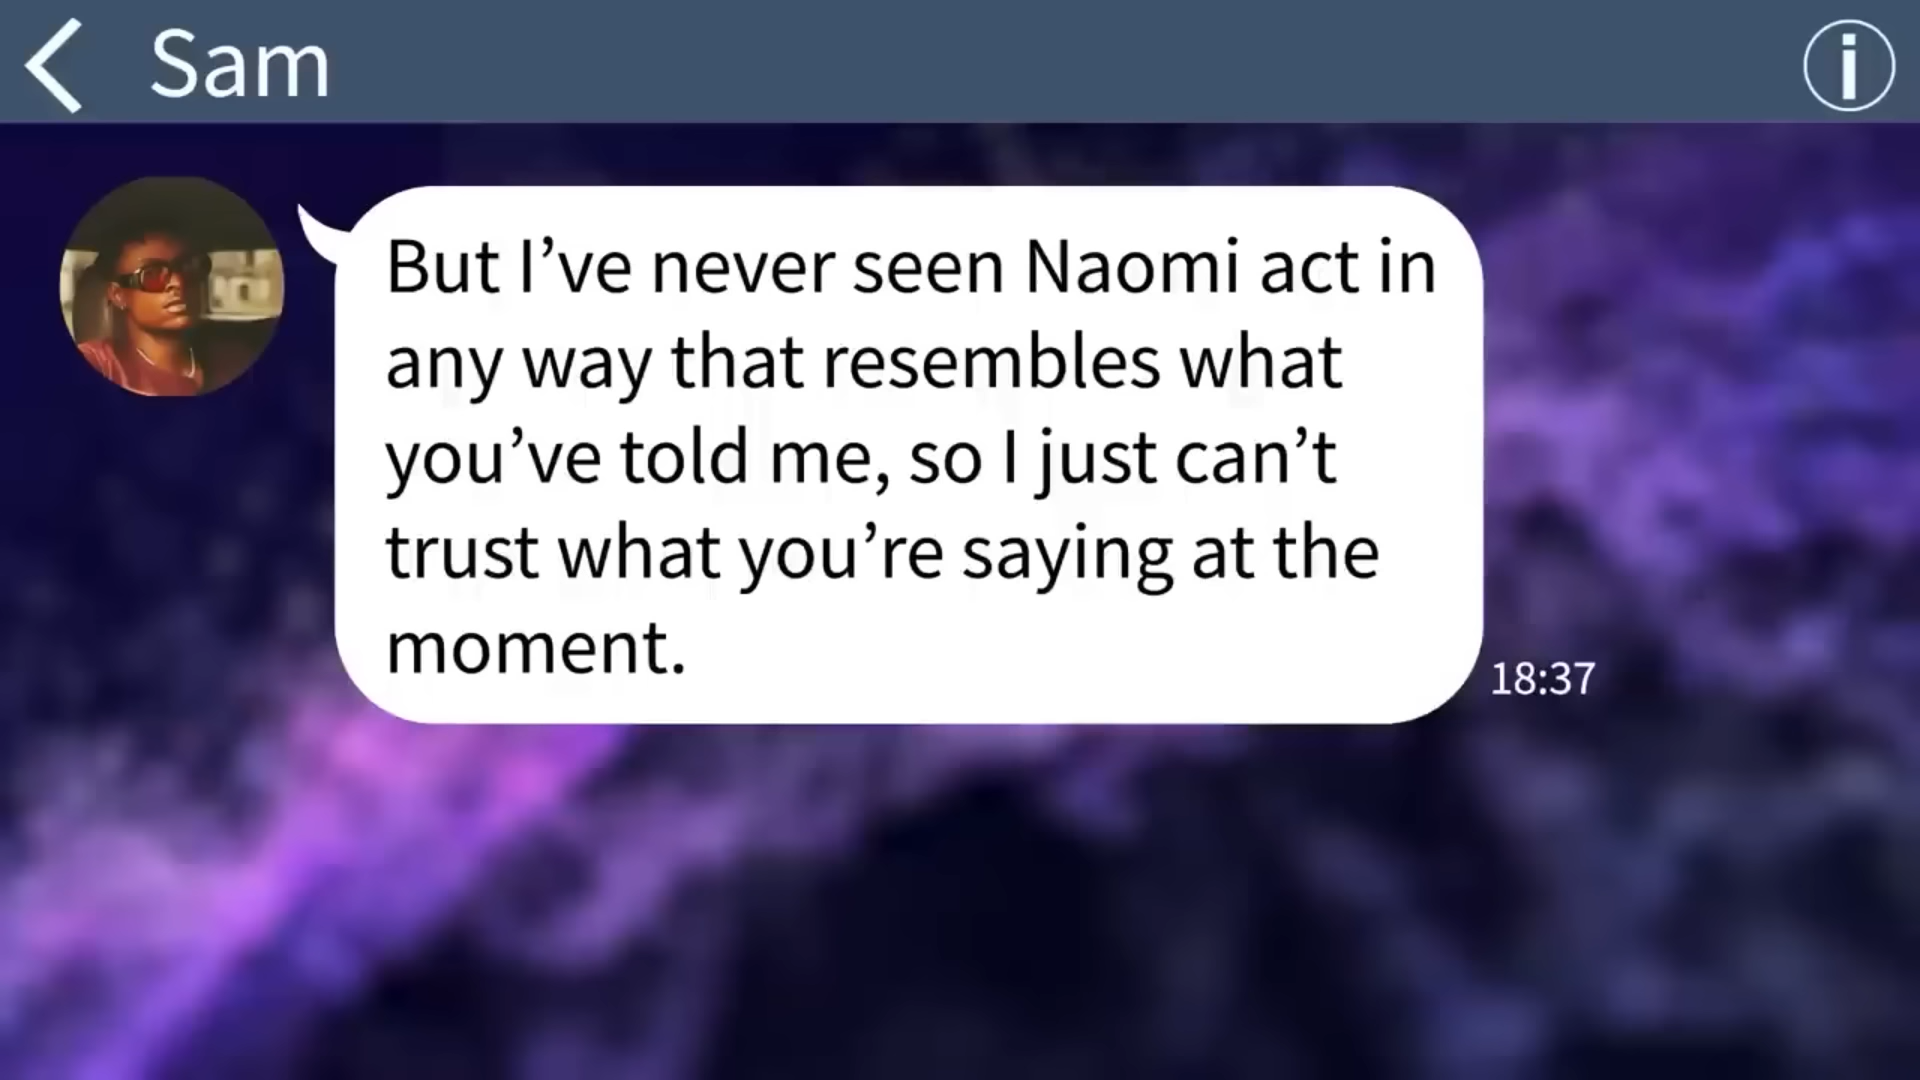 Sam
But I’ve never seen Naomi act in
any way that resembles what
you’ve told me, so I just can’t
trust what you’re saying at the
moment.
18:37